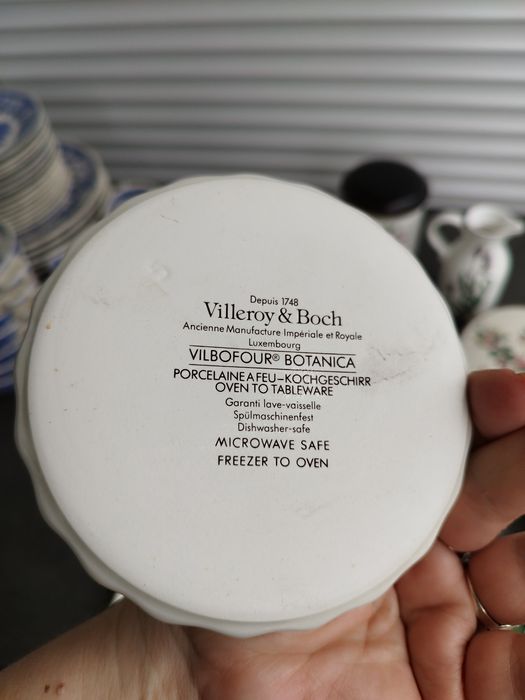 Depuis 1748
Villeroy & Boch
Ancienne Manufacture Impériale et Royale
Luxembourg
VILBOFOUR® BOTANICA
PORCELAINE A FEU–KOCHGESCHIRR
OVEN TO TABLEWARE
Garanti lave-vaisselle
Spülmaschinenfest
Dishwasher-safe
MICROWAVE SAFE
FREEZER TO OVEN